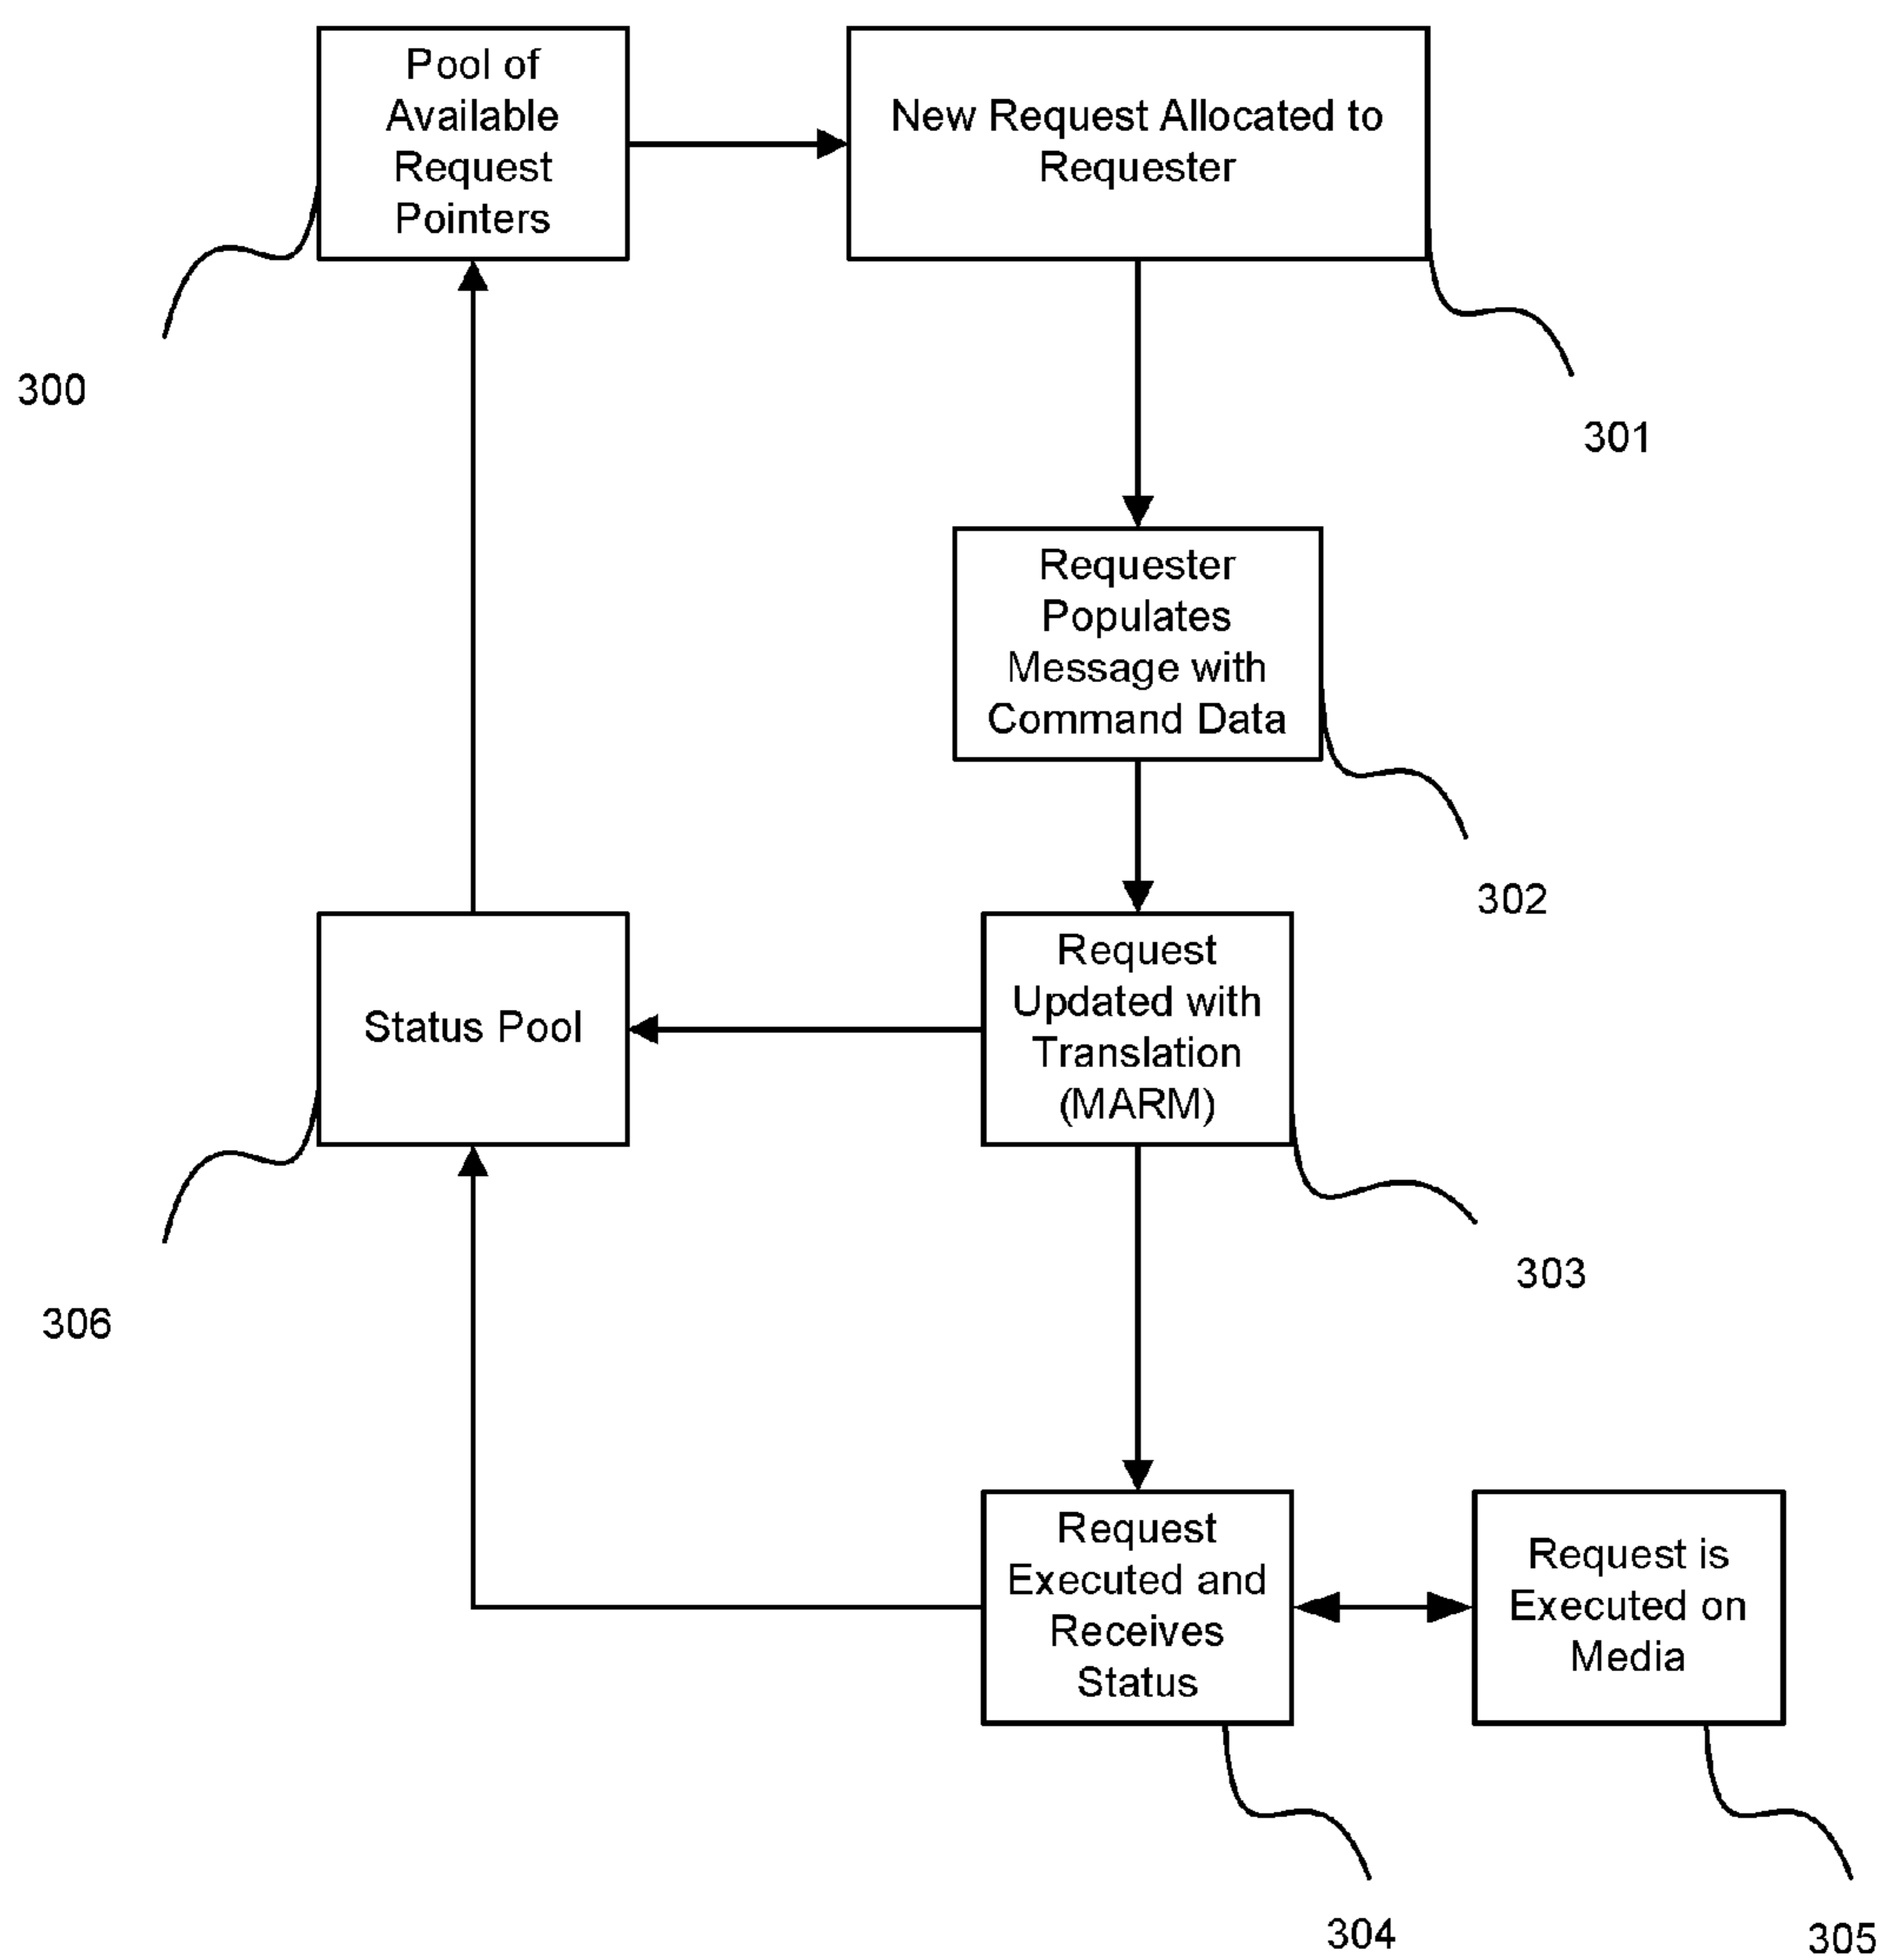 Pool of
Available
Request
Pointers
New Request Allocated to
Requester
300
301
Requester
Populates
Message with
Command Data
302
Request
Updated with
Translation
(MARM)
Status Pool
303
306
Request
Executed and
Receives
Status
Request is
Executed on
Media
304
305